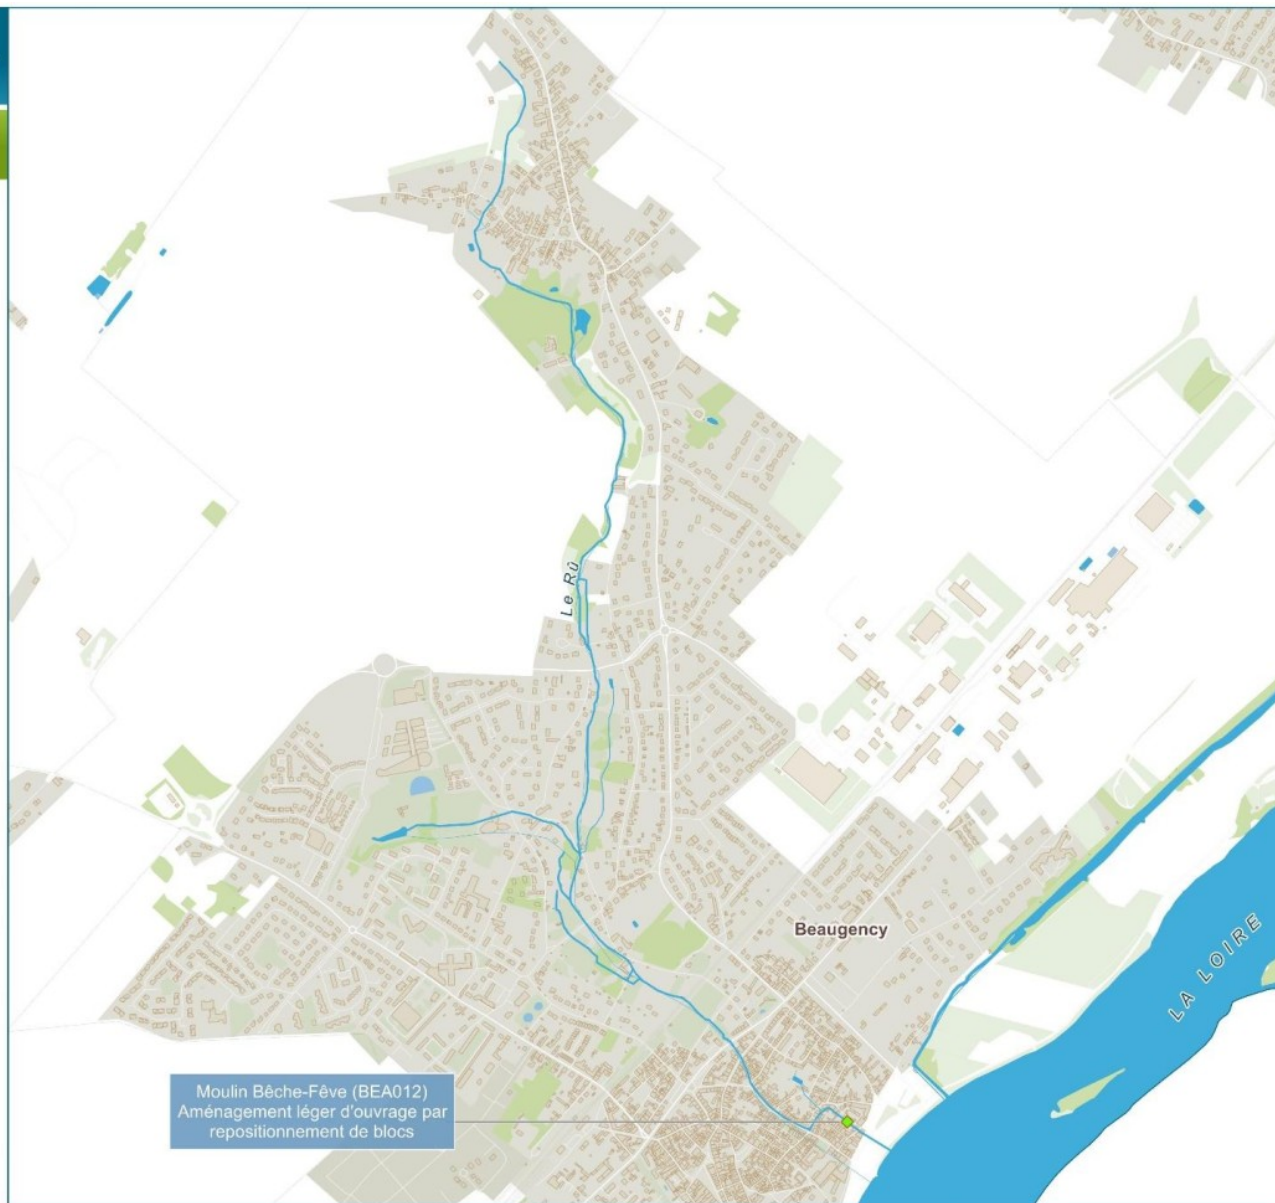 Le Rû
Beaugency
LA LOIRE
Moulin Bêche-Fêve (BEA012)
Aménagement léger d'ouvrage par
repositionnement de blocs